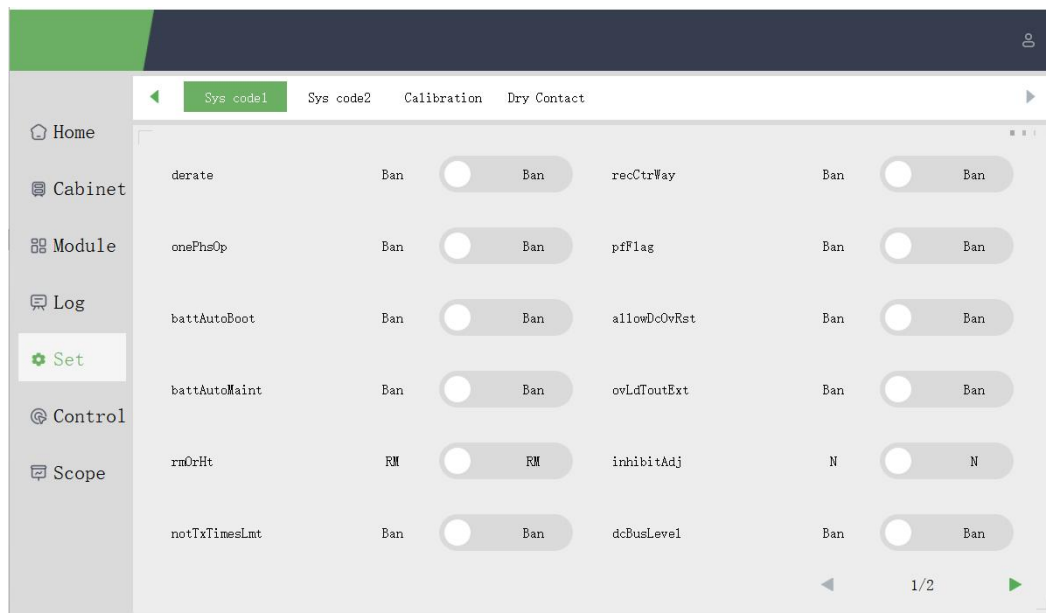 Sys code1 Sys code2 Calibration Dry Contact
Home
Cabinet
Module
Log
Set
Control
Scope
derate Ban Ban recCtrWay Ban Ban
onePhsOp Ban Ban pfFlag Ban Ban
battAutoBoot Ban Ban allowDcOvRst Ban Ban
battAutoMaint Ban Ban ovLdToutExt Ban Ban
rmOrHt RM RM inhibitAdj N N
notTxTimesLmt Ban Ban dcBusLevel Ban Ban
1/2